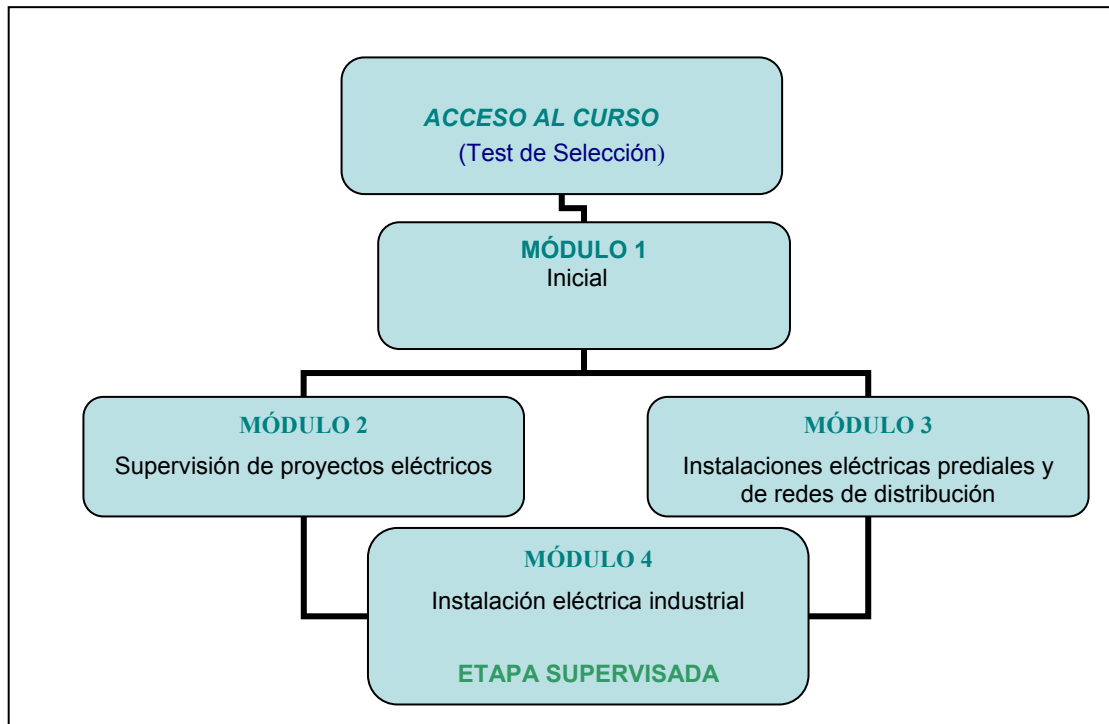 ACCESO AL CURSO
(Test de Selección)
MÓDULO 1
Inicial
MÓDULO 2
Supervisión de proyectos eléctricos
MÓDULO 3
Instalaciones eléctricas prediales y
de redes de distribución
MÓDULO 4
Instalación eléctrica industrial
ETAPA SUPERVISADA